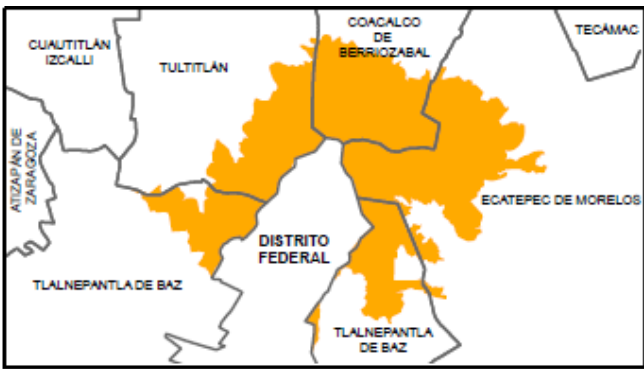 COACALCO
DE
BERRIOZABAL
TECÁMAC
CUAUTITLÁN
IZCALLI
TULTITLÁN
ATIZAPÁN DE
ZARAGOZA
ECATEPEC DE MORELOS
DISTRITO
FEDERAL
TLALNEPANTLA DE BAZ
TLALNEPANTLA
DE BAZ